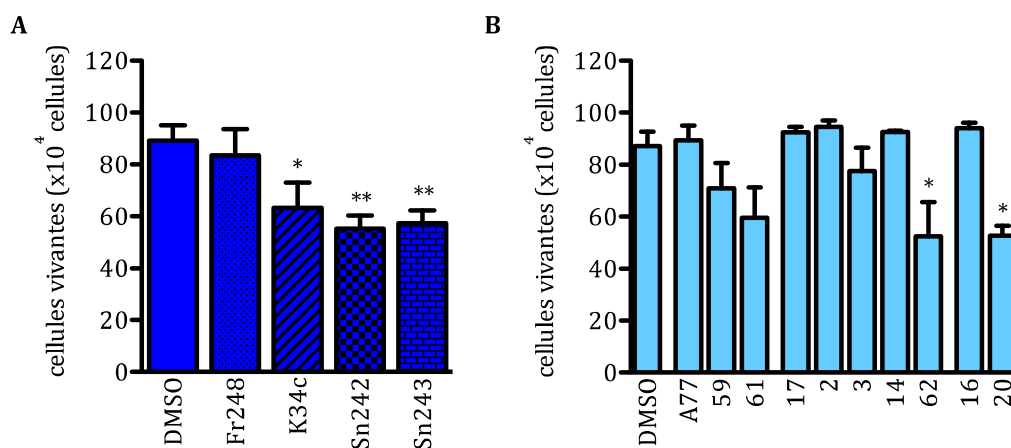 A
B
cellules vivantes (x10⁴ cellules)
120
100
80
60
40
20
0
*
**
**
DMSO
Fr248
K34c
Sn242
Sn243
cellules vivantes (x10⁴ cellules)
120
100
80
60
40
20
0
*
*
DMSO
A77
59
61
17
2
3
14
62
16
20